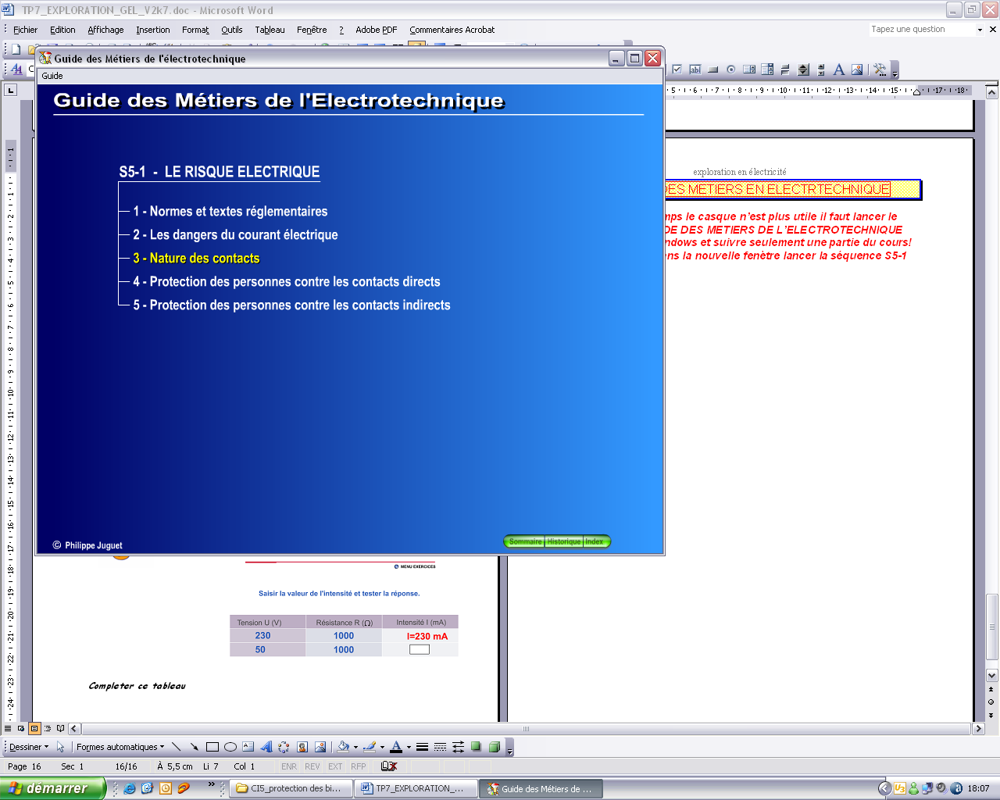 TP7_EXPLORATION_GEL_V2k7.doc - Microsoft Word
Fichier Edition Affichage Insertion Format Outils Tableau Fenêtre ? Adobe PDF Commentaires Acrobat
Tapez une question
Guide des Métiers de l'électrotechnique
Guide
Guide des Métiers de l'Electrotechnique
S5-1 - LE RISQUE ELECTRIQUE
1 - Normes et textes réglementaires
2 - Les dangers du courant électrique
3 - Nature des contacts
4 - Protection des personnes contre les contacts directs
5 - Protection des personnes contre les contacts indirects
© Philippe Juguet
Sommaire Historique Index
exploration en électricité
DES METIERS EN ELECTRTECHNIQUE
mps le casque n'est plus utile il faut lancer le
DE DES METIERS DE L'ELECTROTECHNIQUE
ndows et suivre seulement une partie du cours!
ns la nouvelle fenètre lancer la séquence S5-1
MENU EXERCICES
Saisir la valeur de l'intensité et tester la réponse.
Tension U (V) Résistance R (Ω) Intensité I (mA)
230 1000 I=230 mA
50 1000
Completer ce tableau
Dessiner Formes automatiques
Page 16 Sec 1 16/16 À 5,5 cm Li 7 Col 1 ENR REV EXT RFP
démarrer
CI5_protection des bi...
TP7_EXPLORATION_...
Guide des Métiers de ...
18:07